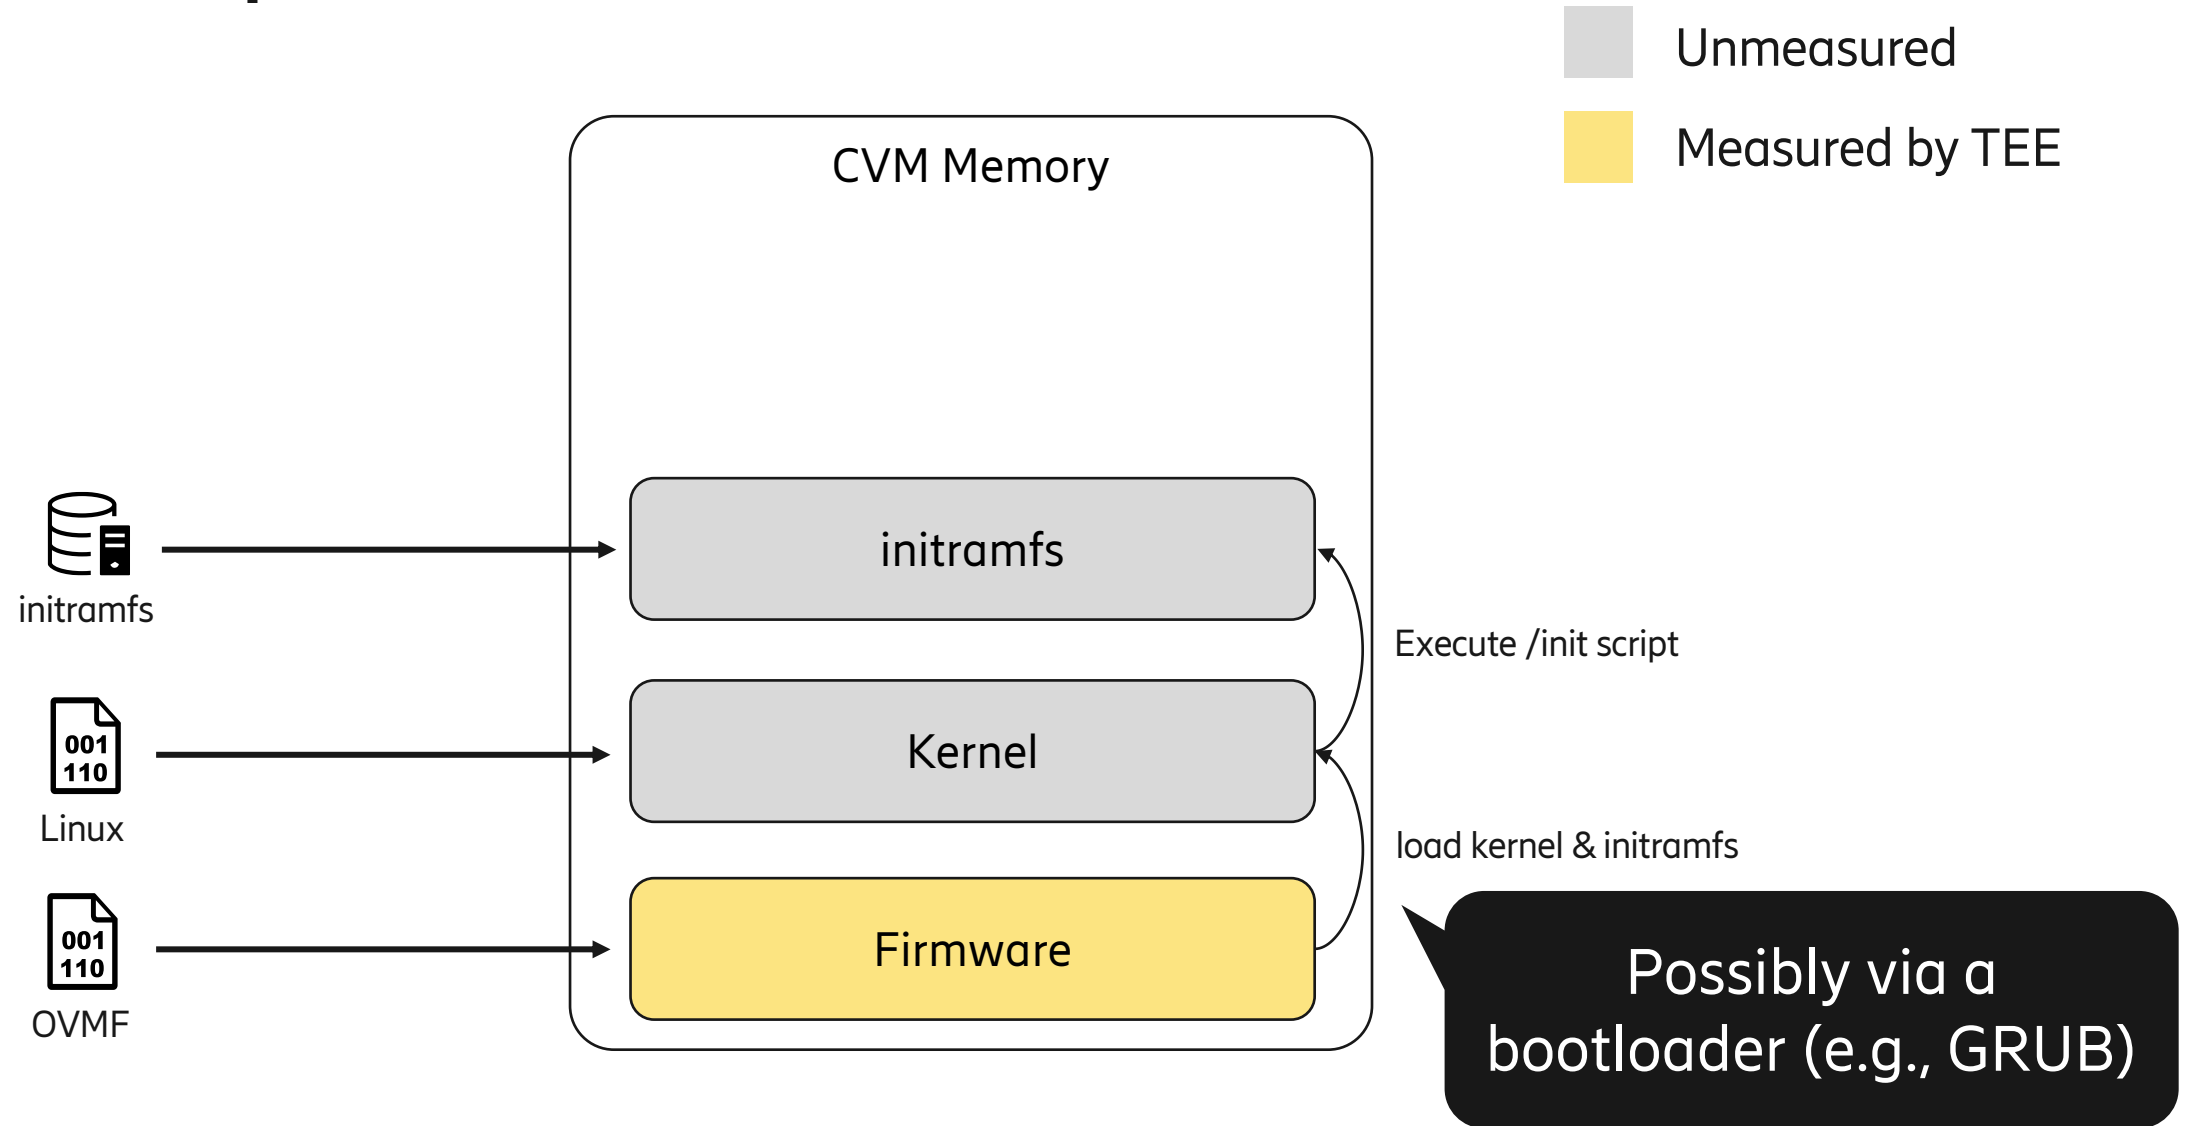 Unmeasured
Measured by TEE
CVM Memory
initramfs
initramfs
Execute /init script
001
110
Kernel
Linux
load kernel & initramfs
001
110
Firmware
OVMF
Possibly via a
bootloader (e.g., GRUB)